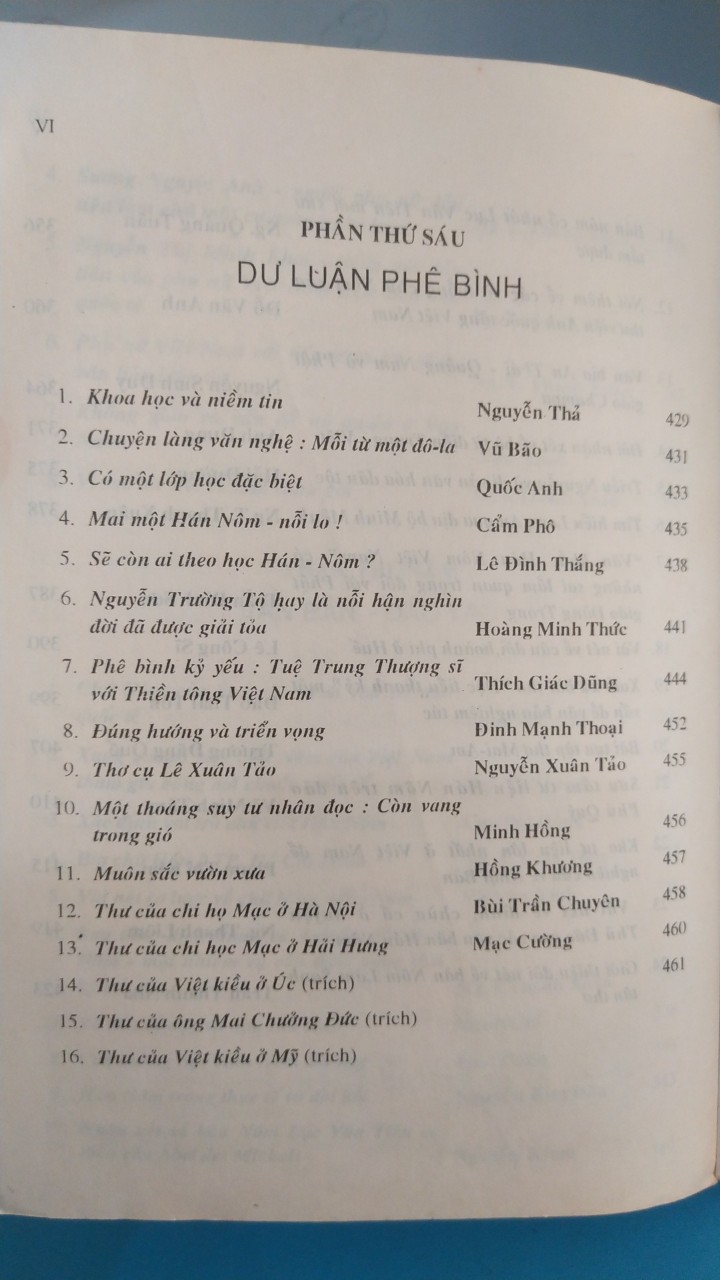 VI
PHẦN THỨ SÁU
DƯ LUẬN PHÊ BÌNH
1. Khoa học và niềm tin Nguyễn Thả 429
2. Chuyện làng văn nghệ : Mỗi từ một đô-la Vũ Bão 431
3. Có một lớp học đặc biệt Quốc Anh 433
4. Mai một Hán Nôm - nỗi lo ! Cẩm Phô 435
5. Sẽ còn ai theo học Hán - Nôm ? Lê Đình Thắng 438
6. Nguyễn Trường Tộ hay là nỗi hận nghìn
đời đã được giải tỏa Hoàng Minh Thức 441
7. Phê bình kỷ yếu : Tuệ Trung Thượng sĩ
với Thiền tông Việt Nam Thích Giác Dũng 444
8. Đúng hướng và triển vọng Đinh Mạnh Thoại 452
9. Thơ cụ Lê Xuân Tảo Nguyễn Xuân Tảo 455
10. Một thoáng suy tư nhân đọc : Còn vang
trong gió Minh Hồng 456
11. Muôn sắc vườn xưa Hồng Khương 457
12. Thư của chi họ Mạc ở Hà Nội Bùi Trần Chuyên 458
13. Thư của chi học Mạc ở Hải Hưng Mạc Cường 460
14. Thư của Việt kiều ở Úc (trích) 461
15. Thư của ông Mai Chưởng Đức (trích)
16. Thư của Việt kiều ở Mỹ (trích)